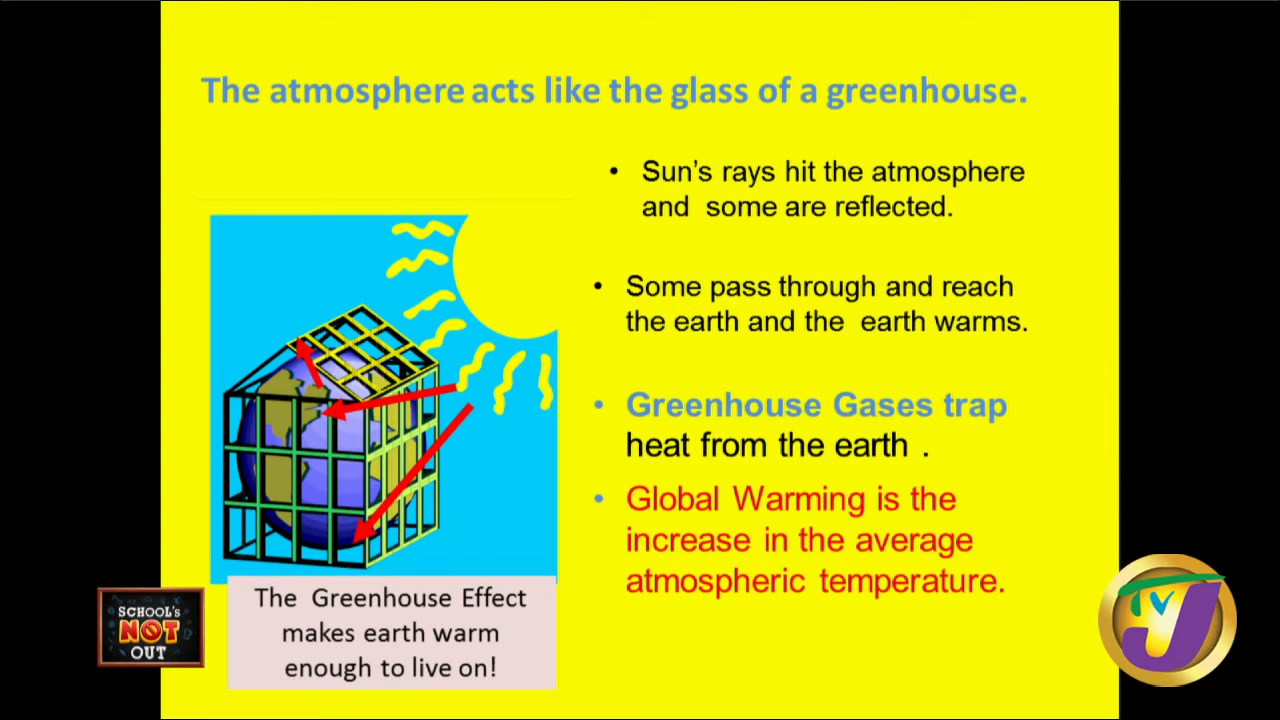 The atmosphere acts like the glass of a greenhouse.
• Sun's rays hit the atmosphere
and some are reflected.
• Some pass through and reach
the earth and the earth warms.
• Greenhouse Gases trap
heat from the earth .
• Global Warming is the
increase in the average
atmospheric temperature.
The Greenhouse Effect
makes earth warm
enough to live on!
SCHOOL'S
NOT
OUT
TVJ